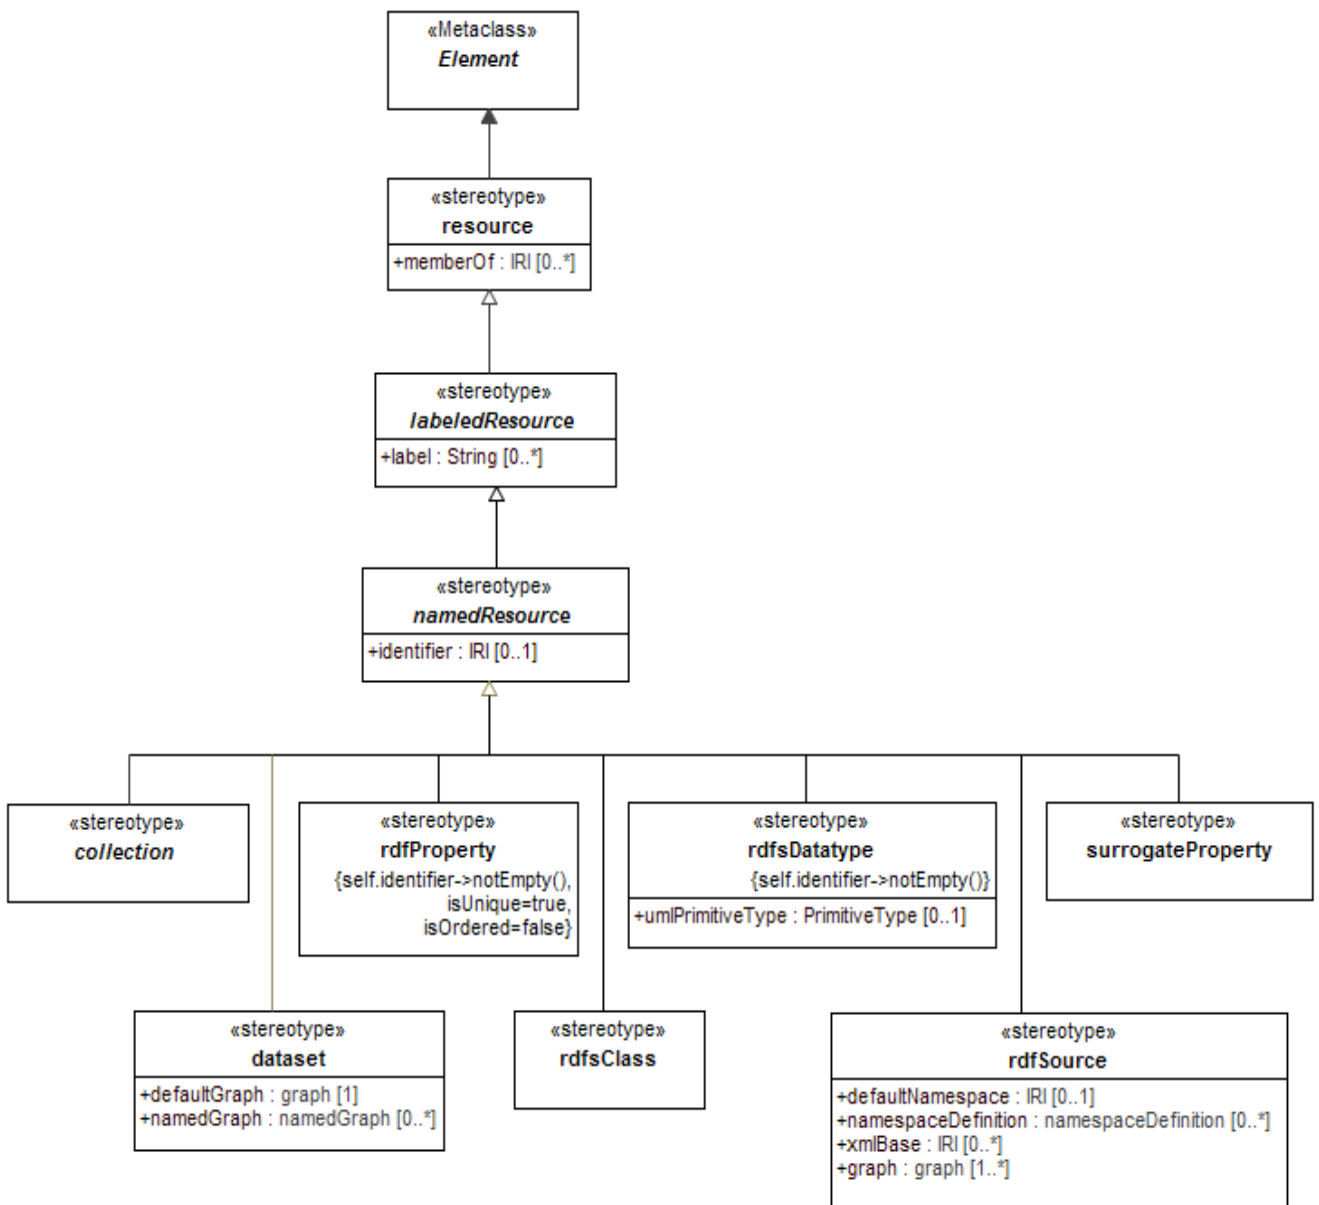 «Metaclass»
Element
«stereotype»
resource
+memberOf : IRI [0..*]
«stereotype»
labeledResource
+label : String [0..*]
«stereotype»
namedResource
+identifier : IRI [0..1]
«stereotype»
collection
«stereotype»
rdfProperty
{self.identifier->notEmpty(),
isUnique=true,
isOrdered=false}
«stereotype»
rdfsDatatype
{self.identifier->notEmpty()}
+umlPrimitiveType : PrimitiveType [0..1]
«stereotype»
surrogateProperty
«stereotype»
dataset
+defaultGraph : graph [1]
+namedGraph : namedGraph [0..*]
«stereotype»
rdfsClass
«stereotype»
rdfSource
+defaultNamespace : IRI [0..1]
+namespaceDefinition : namespaceDefinition [0..*]
+xmlBase : IRI [0..*]
+graph : graph [1..*]